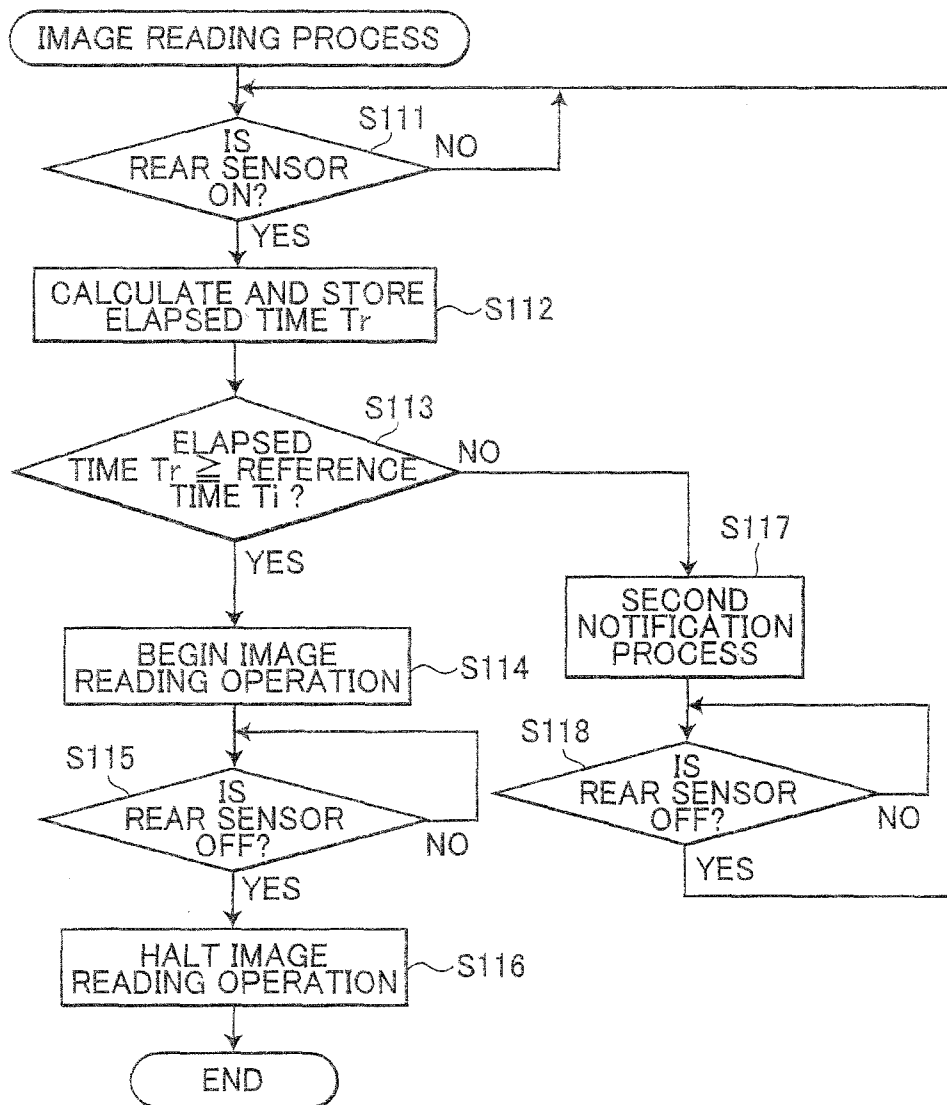 IMAGE READING PROCESS
S111
IS
REAR SENSOR
ON?
NO
YES
CALCULATE AND STORE
ELAPSED TIME Tr
S112
S113
ELAPSED
TIME Tr ≧ REFERENCE
TIME Ti ?
NO
YES
S117
SECOND
NOTIFICATION
PROCESS
BEGIN IMAGE
READING OPERATION
S114
S118
IS
REAR SENSOR
OFF?
NO
YES
S115
IS
REAR SENSOR
OFF?
NO
YES
HALT IMAGE
READING OPERATION
S116
END